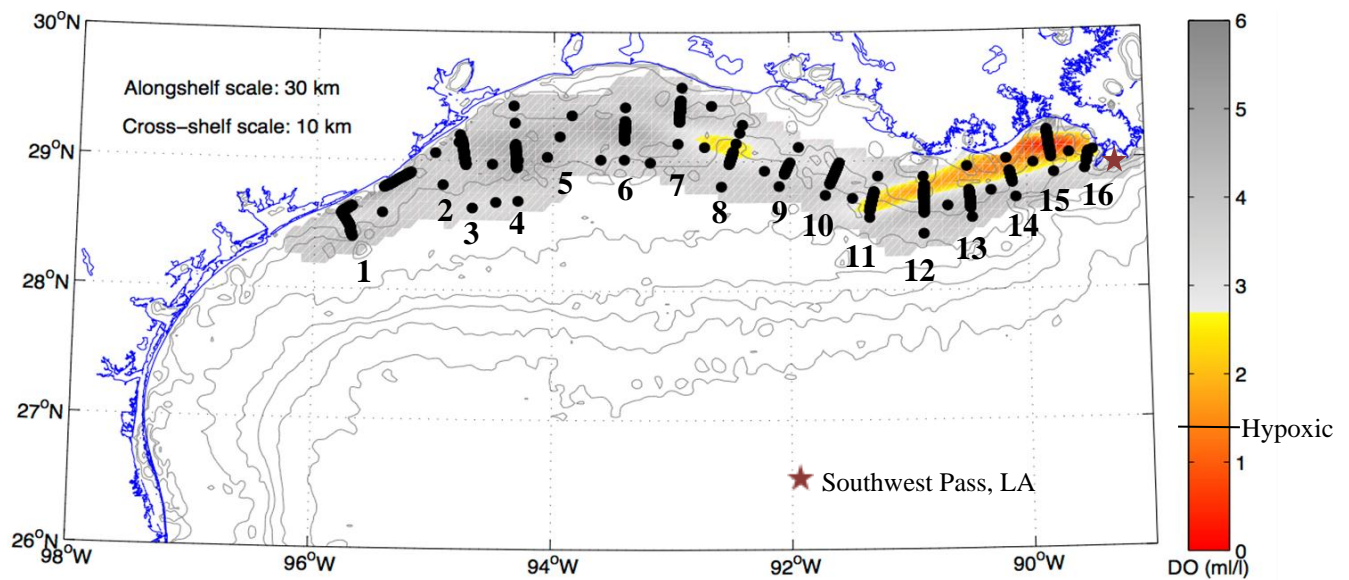 30°N
29°N
28°N
27°N
26°N
98°W
96°W
94°W
92°W
90°W
Alongshelf scale: 30 km
Cross-shelf scale: 10 km
1
2
3
4
5
6
7
8
9
10
11
12
13
14
15
16
Southwest Pass, LA
6
5
4
3
2
1
0
Hypoxic
DO (ml/l)